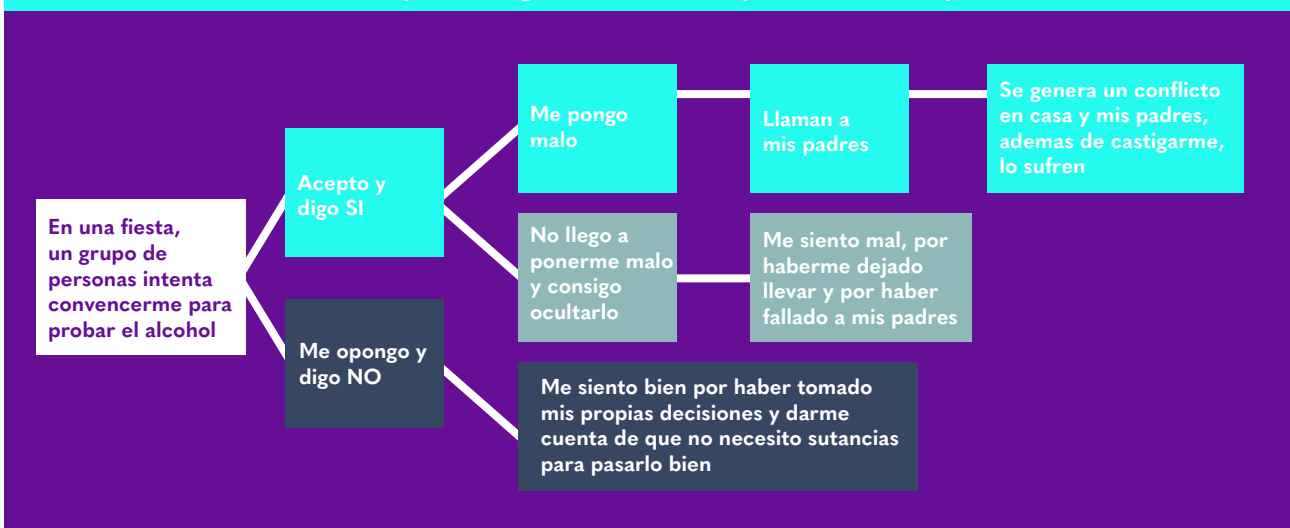 En una fiesta,
un grupo de
personas intenta
convencerme para
probar el alcohol
Acepto y
digo SI
Me pongo
malo
Llaman a
mis padres
Se genera un conflicto
en casa y mis padres,
ademas de castigarme,
lo sufren
No llego a
ponerme malo
y consigo
ocultarlo
Me siento mal, por
haberme dejado
llevar y por haber
fallado a mis padres
Me opongo y
digo NO
Me siento bien por haber tomado
mis propias decisiones y darme
cuenta de que no necesito sutancias
para pasarlo bien